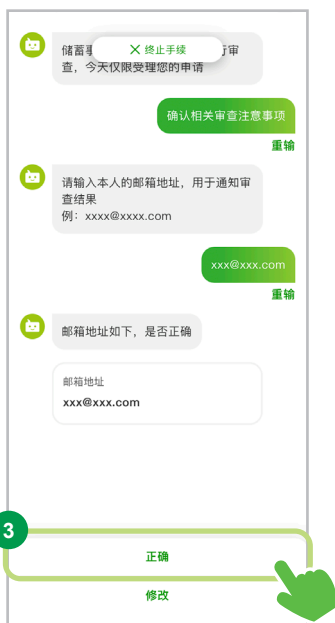 储蓄事
终止手续
行审
查，今天仅限受理您的申请
确认相关审查注意事项
重输
请输入本人的邮箱地址，用于通知审
查结果
例：xxxx@xxxx.com
xxx@xxx.com
重输
邮箱地址如下，是否正确
邮箱地址
xxx@xxx.com
3
正确
修改